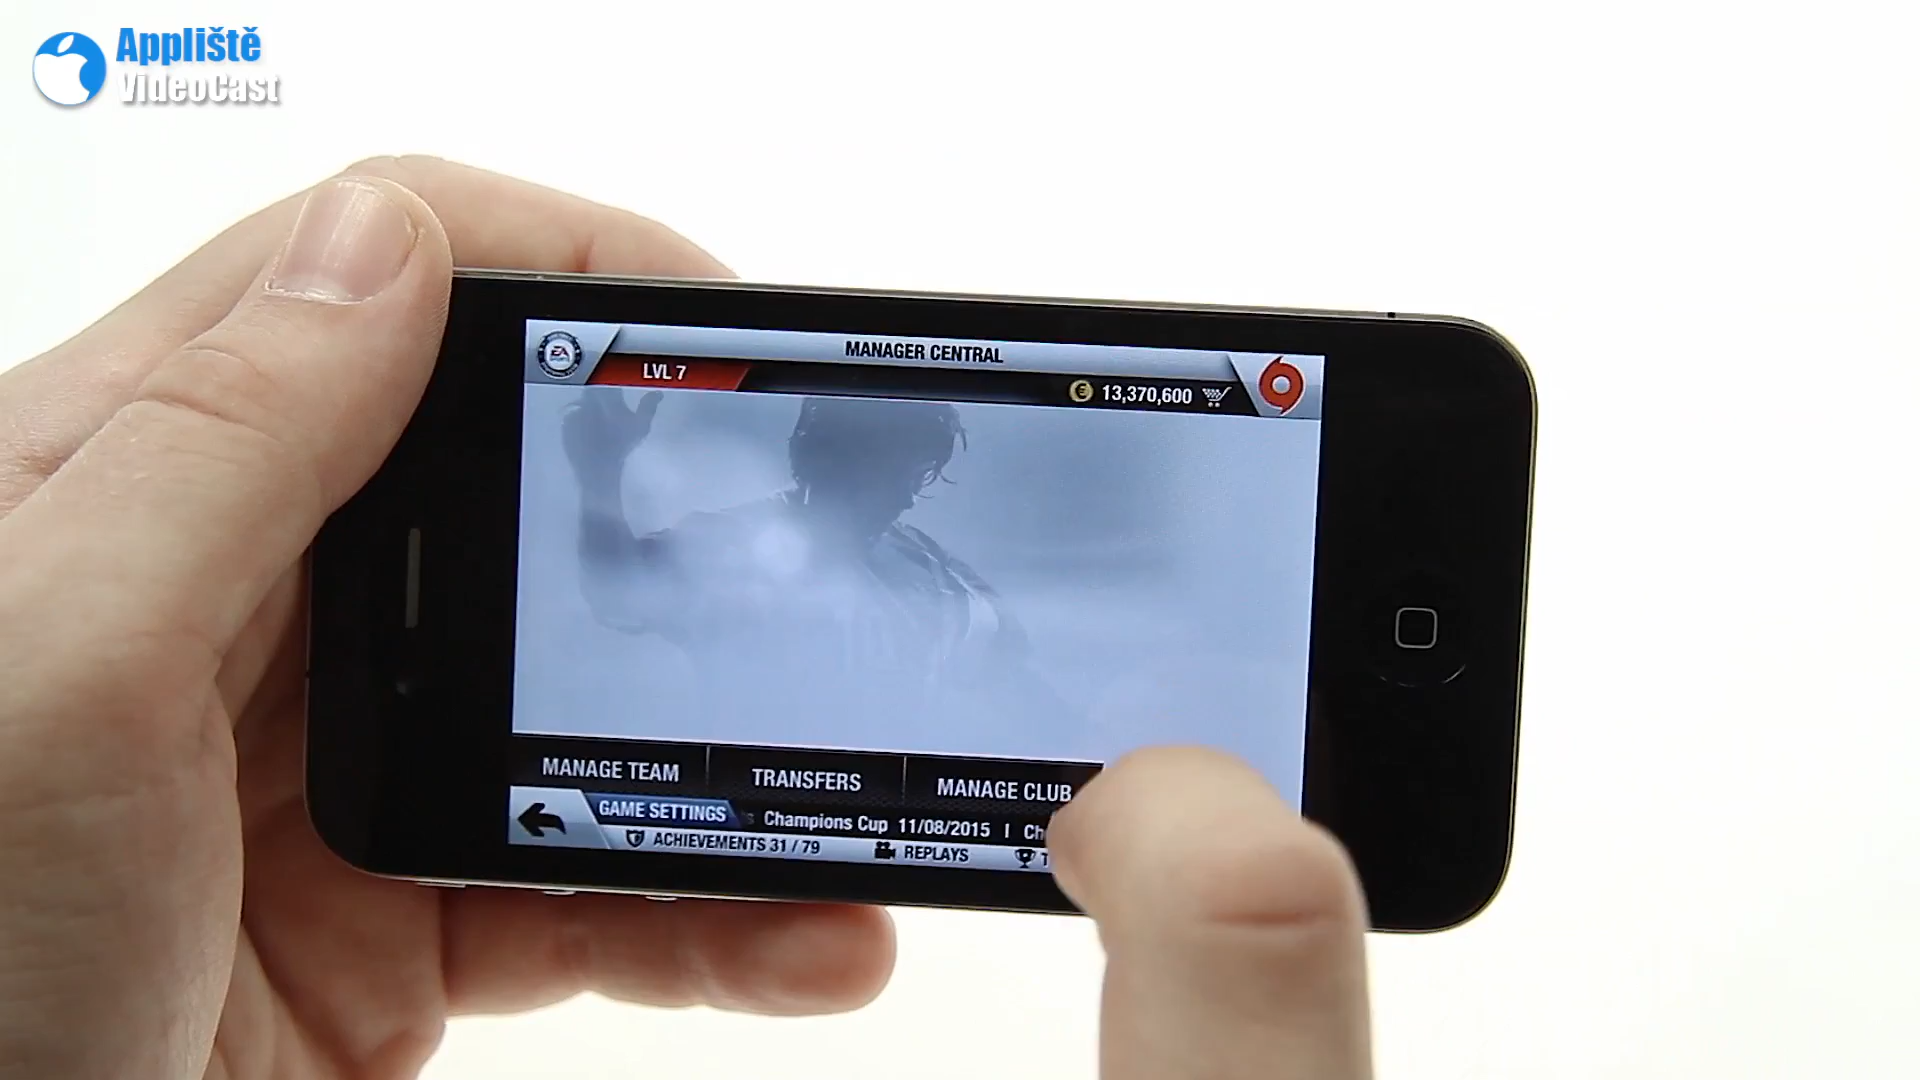 Appliště
VideoCast
MANAGER CENTRAL
LVL 7
13,370,600
MANAGE TEAM
TRANSFERS
MANAGE CLUB
GAME SETTINGS
Champions Cup 11/08/2015 |
ACHIEVEMENTS 31 / 79
REPLAYS
EA